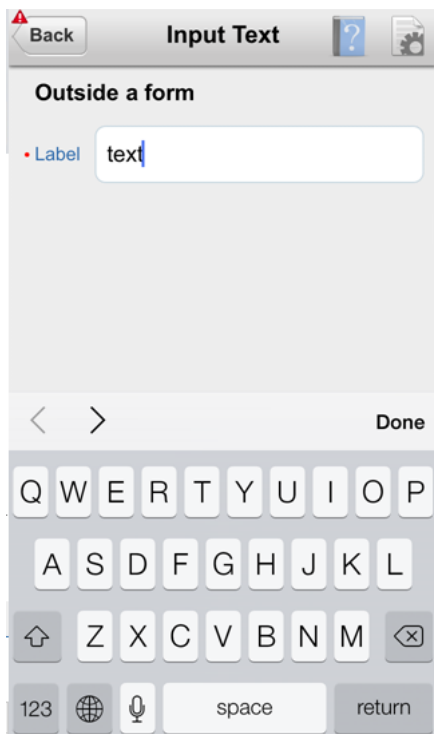 Back Input Text ?
Outside a form
• Label text
Done
Q W E R T Y U I O P
A S D F G H J K L
Z X C V B N M
123 space return